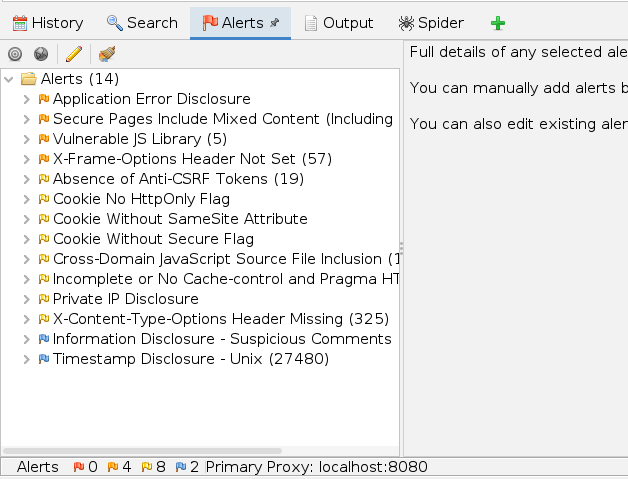 History Search Alerts Output Spider
Full details of any selected ale
You can manually add alerts b
You can also edit existing aler
Alerts (14)
Application Error Disclosure
Secure Pages Include Mixed Content (Including
Vulnerable JS Library (5)
X-Frame-Options Header Not Set (57)
Absence of Anti-CSRF Tokens (19)
Cookie No HttpOnly Flag
Cookie Without SameSite Attribute
Cookie Without Secure Flag
Cross-Domain JavaScript Source File Inclusion (1
Incomplete or No Cache-control and Pragma HT
Private IP Disclosure
X-Content-Type-Options Header Missing (325)
Information Disclosure - Suspicious Comments
Timestamp Disclosure - Unix (27480)
Alerts 0 4 8 2 Primary Proxy: localhost:8080